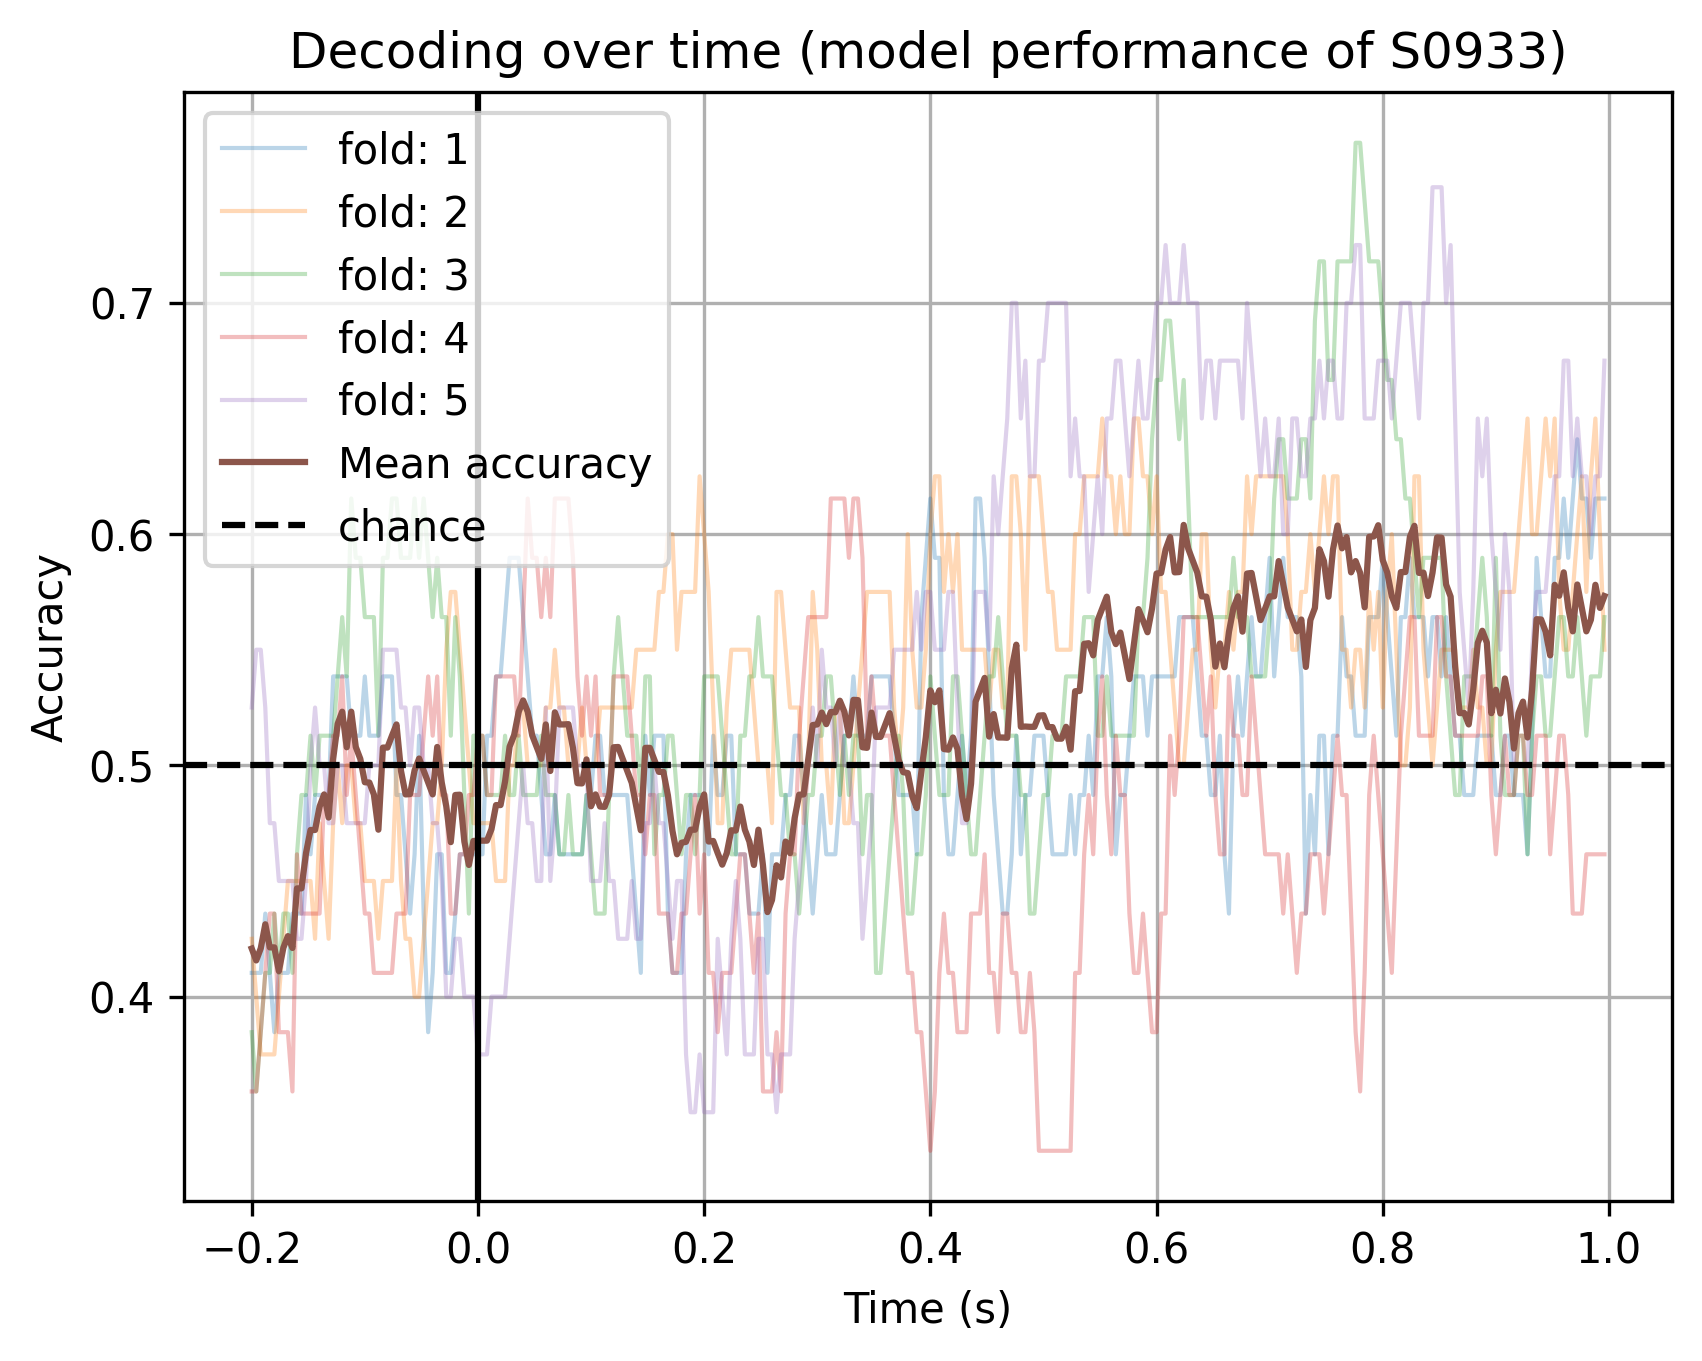 Decoding over time (model performance of S0933)
fold: 1
fold: 2
fold: 3
fold: 4
fold: 5
Mean accuracy
chance
Accuracy
0.7
0.6
0.5
0.4
−0.2 0.0 0.2 0.4 0.6 0.8 1.0
Time (s)